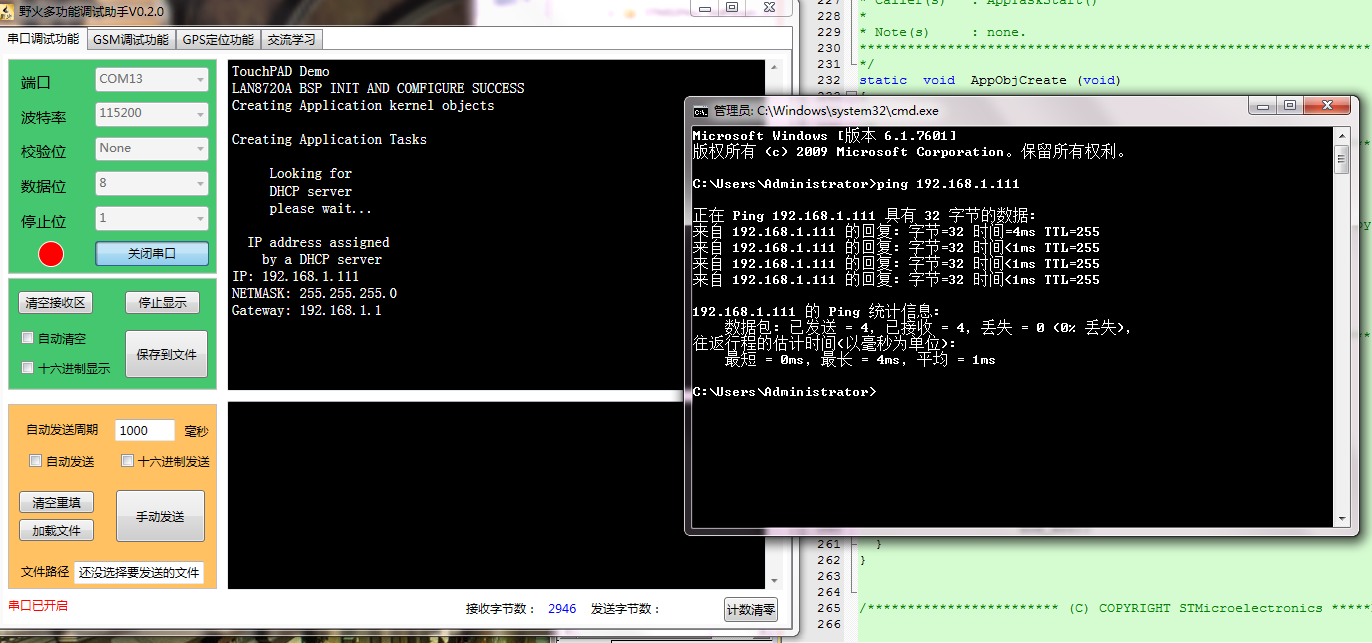 野火多功能调试助手V0.2.0
串口调试功能 GSM调试功能 GPS定位功能 交流学习
端口 COM13
波特率 115200
校验位 None
数据位 8
停止位 1
关闭串口
清空接收区 停止显示
自动清空
保存到文件
十六进制显示
自动发送周期 1000 毫秒
自动发送 十六进制发送
清空重填
手动发送
加载文件
文件路径 还没选择要发送的文件
串口已开启
TouchPAD Demo
LAN8720A BSP INIT AND COMFIGURE SUCCESS
Creating Application kernel objects
Creating Application Tasks
Looking for
DHCP server
please wait...
IP address assigned
by a DHCP server
IP: 192.168.1.111
NETMASK: 255.255.255.0
Gateway: 192.168.1.1
接收字节数： 2946 发送字节数： 计数清零
227 * Caller(s) : AppTaskStart()
228 *
229 * Note(s) : none.
230 ****************************************************************
231 */
232 static void AppObjCreate (void)
管理员: C:\Windows\system32\cmd.exe
Microsoft Windows [版本 6.1.7601]
版权所有 (c) 2009 Microsoft Corporation。保留所有权利。
C:\Users\Administrator>ping 192.168.1.111
正在 Ping 192.168.1.111 具有 32 字节的数据:
来自 192.168.1.111 的回复: 字节=32 时间=4ms TTL=255
来自 192.168.1.111 的回复: 字节=32 时间<1ms TTL=255
来自 192.168.1.111 的回复: 字节=32 时间<1ms TTL=255
来自 192.168.1.111 的回复: 字节=32 时间<1ms TTL=255
192.168.1.111 的 Ping 统计信息:
数据包: 已发送 = 4，已接收 = 4，丢失 = 0 (0% 丢失)，
往返行程的估计时间(以毫秒为单位):
最短 = 0ms，最长 = 4ms，平均 = 1ms
C:\Users\Administrator>
261 }
262 }
263
264
265 /************************ (C) COPYRIGHT STMicroelectronics *****
266